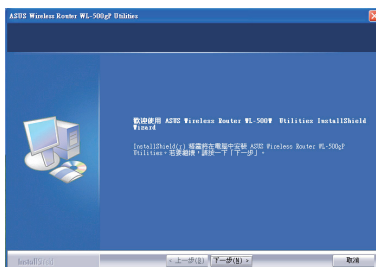 ASUS Wireless Router WL-500gP Utilities
歡迎使用 ASUS Wireless Router WL-500W Utilities InstallShield
Wizard
InstallShield(r) 精靈將在電腦中安裝 ASUS Wireless Router WL-500gP
Utilities。若要繼續，請按一下「下一步」。
InstallShield
< 上一步(B)
下一步(N) >
取消